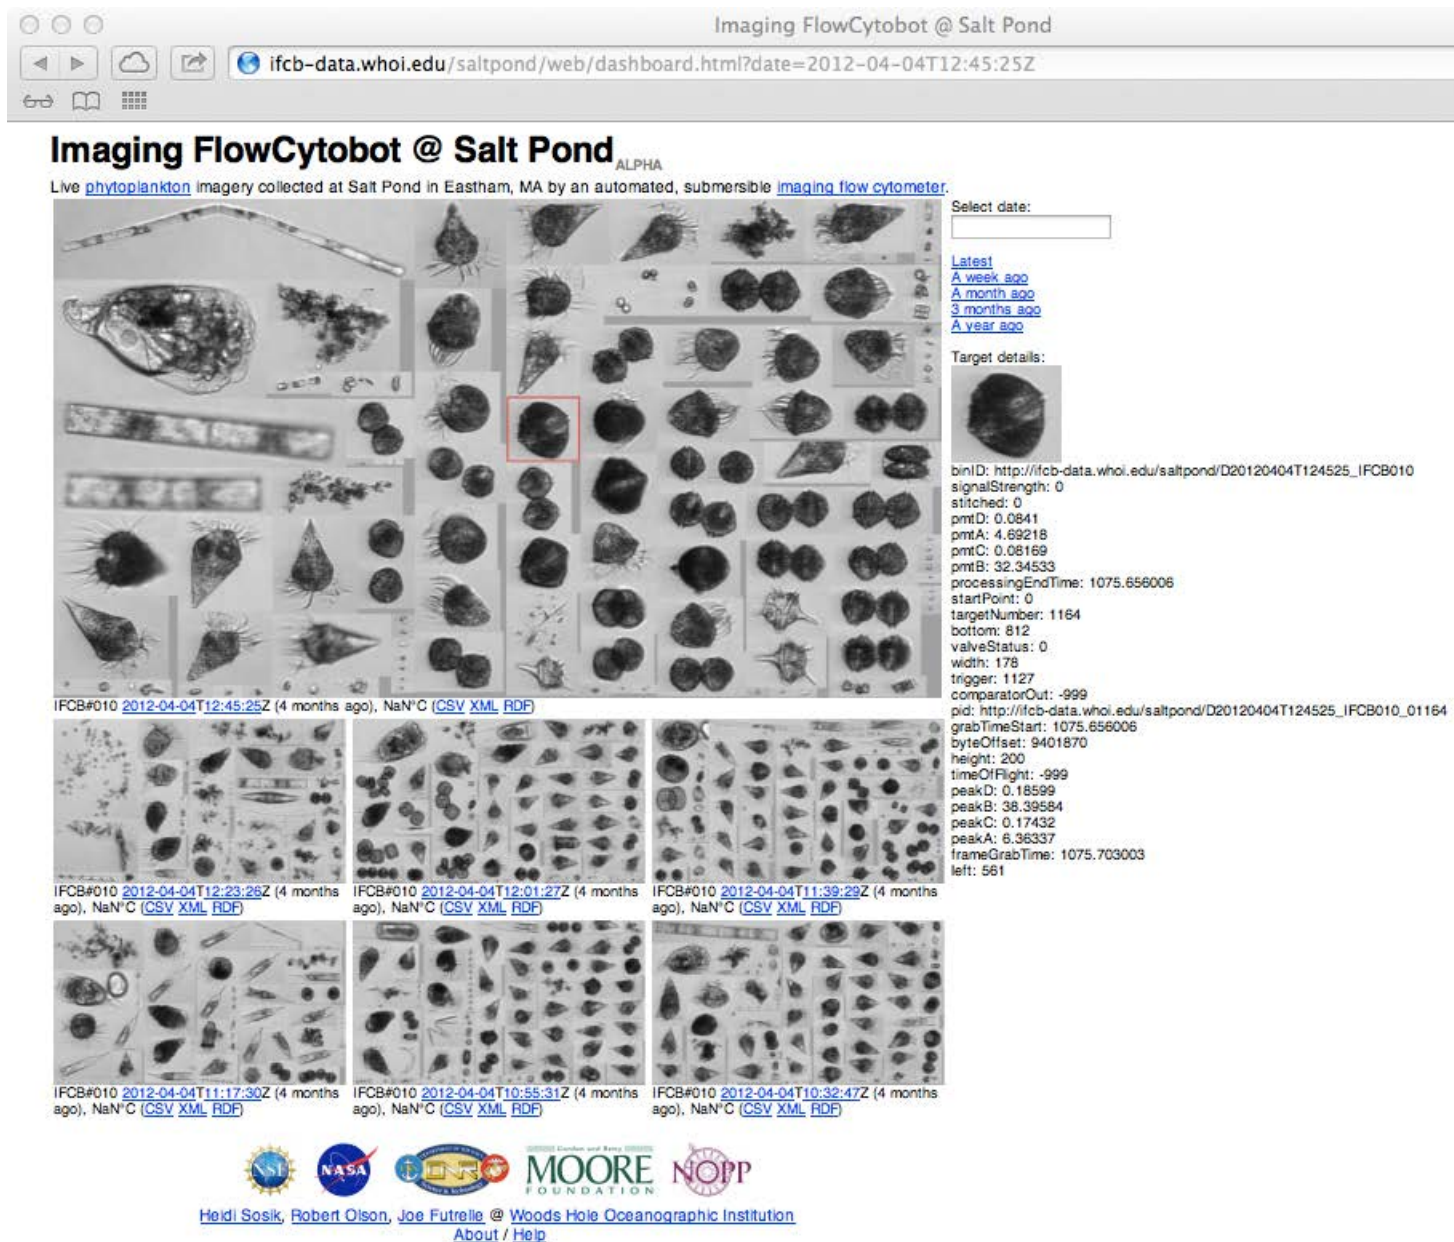 Imaging FlowCytobot @ Salt Pond
ifcb-data.whoi.edu/saltpond/web/dashboard.html?date=2012-04-04T12:45:25Z
Imaging FlowCytobot @ Salt Pond ALPHA
Live phytoplankton imagery collected at Salt Pond in Eastham, MA by an automated, submersible imaging flow cytometer.
Select date:
Latest
A week ago
A month ago
3 months ago
A year ago
Target details:
binID: http://ifcb-data.whoi.edu/saltpond/D20120404T124525_IFCB010
signalStrength: 0
stitched: 0
pmtD: 0.0841
pmtA: 4.69218
pmtC: 0.08169
pmtB: 32.34533
processingEndTime: 1075.656006
startPoint: 0
targetNumber: 1164
bottom: 812
valveStatus: 0
width: 178
trigger: 1127
comparatorOut: -999
pid: http://ifcb-data.whoi.edu/saltpond/D20120404T124525_IFCB010_01164
grabTimeStart: 1075.656006
byteOffset: 9401870
height: 200
timeOfFlight: -999
peakD: 0.18599
peakB: 38.39584
peakC: 0.17432
peakA: 6.36337
frameGrabTime: 1075.703003
left: 561
IFCB#010 2012-04-04T12:45:25Z (4 months ago), NaN°C (CSV XML RDF)
IFCB#010 2012-04-04T12:23:26Z (4 months
ago), NaN°C (CSV XML RDF)
IFCB#010 2012-04-04T12:01:27Z (4 months
ago), NaN°C (CSV XML RDF)
IFCB#010 2012-04-04T11:39:29Z (4 months
ago), NaN°C (CSV XML RDF)
IFCB#010 2012-04-04T11:17:30Z (4 months
ago), NaN°C (CSV XML RDF)
IFCB#010 2012-04-04T10:55:31Z (4 months
ago), NaN°C (CSV XML RDF)
IFCB#010 2012-04-04T10:32:47Z (4 months
ago), NaN°C (CSV XML RDF)
NSF
NASA
ONR
Gordon and Betty
MOORE
FOUNDATION
NOPP
Heidi Sosik, Robert Olson, Joe Futrelle @ Woods Hole Oceanographic Institution
About / Help